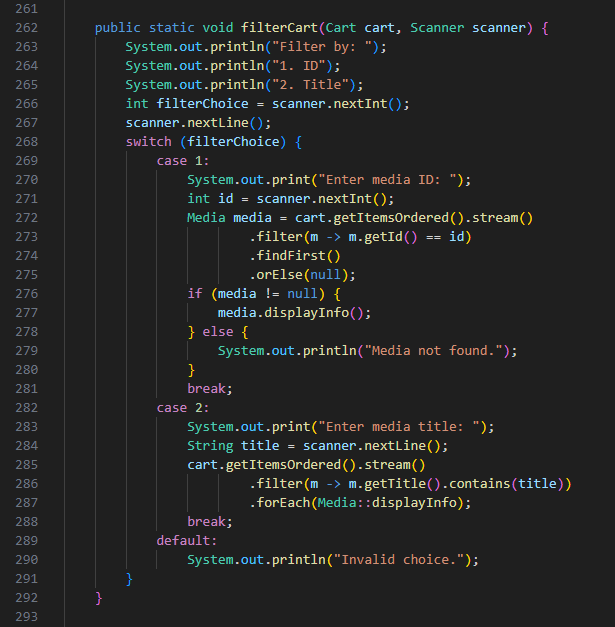 261
262 public static void filterCart(Cart cart, Scanner scanner) {
263 System.out.println("Filter by: ");
264 System.out.println("1. ID");
265 System.out.println("2. Title");
266 int filterChoice = scanner.nextInt();
267 scanner.nextLine();
268 switch (filterChoice) {
269 case 1:
270 System.out.print("Enter media ID: ");
271 int id = scanner.nextInt();
272 Media media = cart.getItemsOrdered().stream()
273 .filter(m -> m.getId() == id)
274 .findFirst()
275 .orElse(null);
276 if (media != null) {
277 media.displayInfo();
278 } else {
279 System.out.println("Media not found.");
280 }
281 break;
282 case 2:
283 System.out.print("Enter media title: ");
284 String title = scanner.nextLine();
285 cart.getItemsOrdered().stream()
286 .filter(m -> m.getTitle().contains(title))
287 .forEach(Media::displayInfo);
288 break;
289 default:
290 System.out.println("Invalid choice.");
291 }
292 }
293